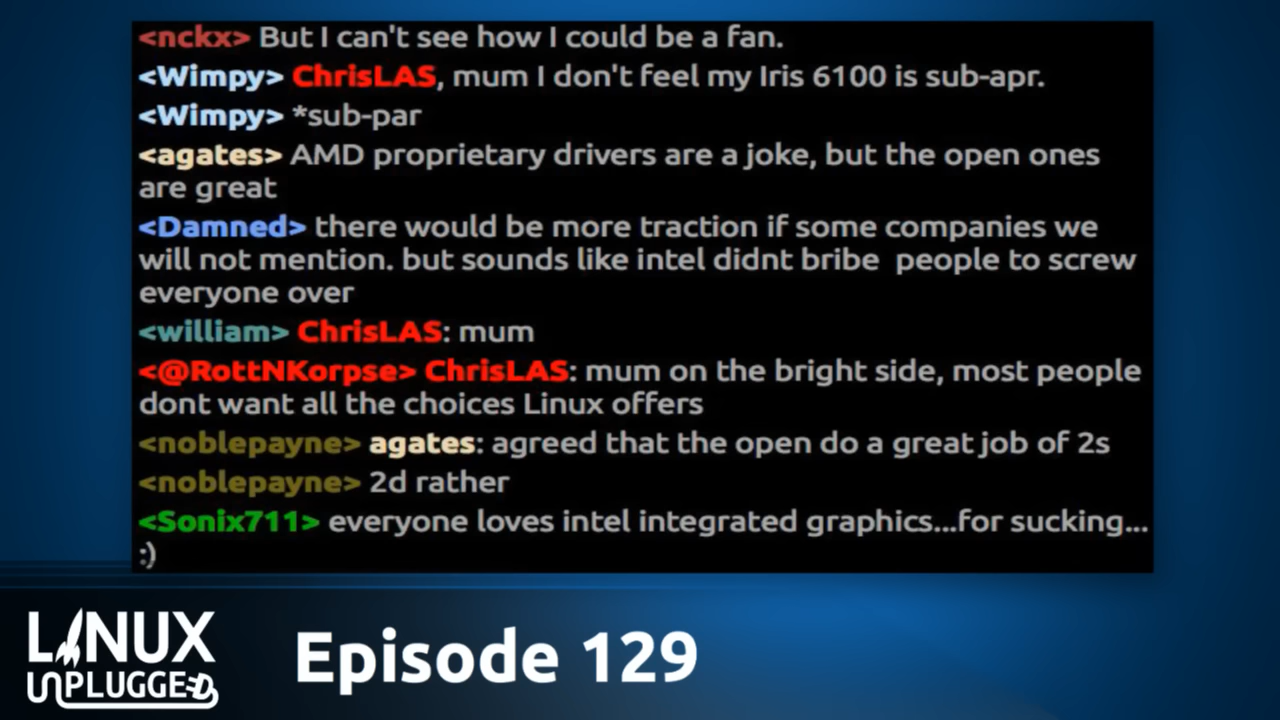 <nckx> But I can't see how I could be a fan.
<Wimpy> ChrisLAS, mum I don't feel my Iris 6100 is sub-apr.
<Wimpy> *sub-par
<agates> AMD proprietary drivers are a joke, but the open ones
are great
<Damned> there would be more traction if some companies we
will not mention. but sounds like intel didnt bribe  people to screw
everyone over
<william> ChrisLAS: mum
<@RottNKorpse> ChrisLAS: mum on the bright side, most people
dont want all the choices Linux offers
<noblepayne> agates: agreed that the open do a great job of 2s
<noblepayne> 2d rather
<Sonix711> everyone loves intel integrated graphics...for sucking...
:)
LINUX
UNPLUGGED
Episode 129